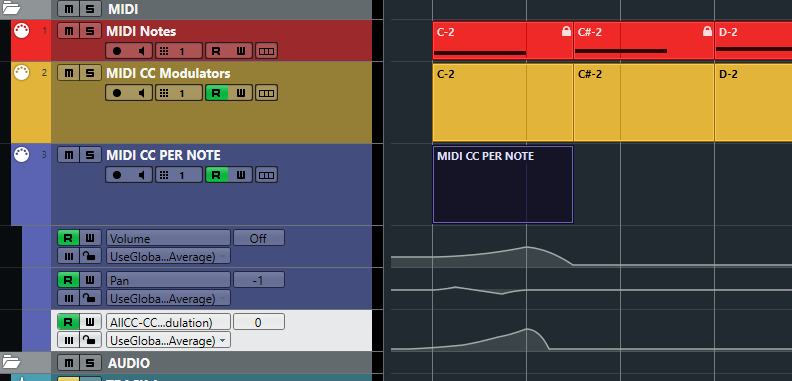 M S MIDI
1 MIDI Notes
1 R W
2 M S MIDI CC Modulators
1 R W
3 M S MIDI CC PER NOTE
1 R W
R W Volume Off
UseGloba...Average)
R W Pan -1
UseGloba...Average)
R W AllCC-CC...dulation) 0
UseGloba...Average)
M S AUDIO
C-2 C#-2 D-2
C-2 C#-2 D-2
MIDI CC PER NOTE